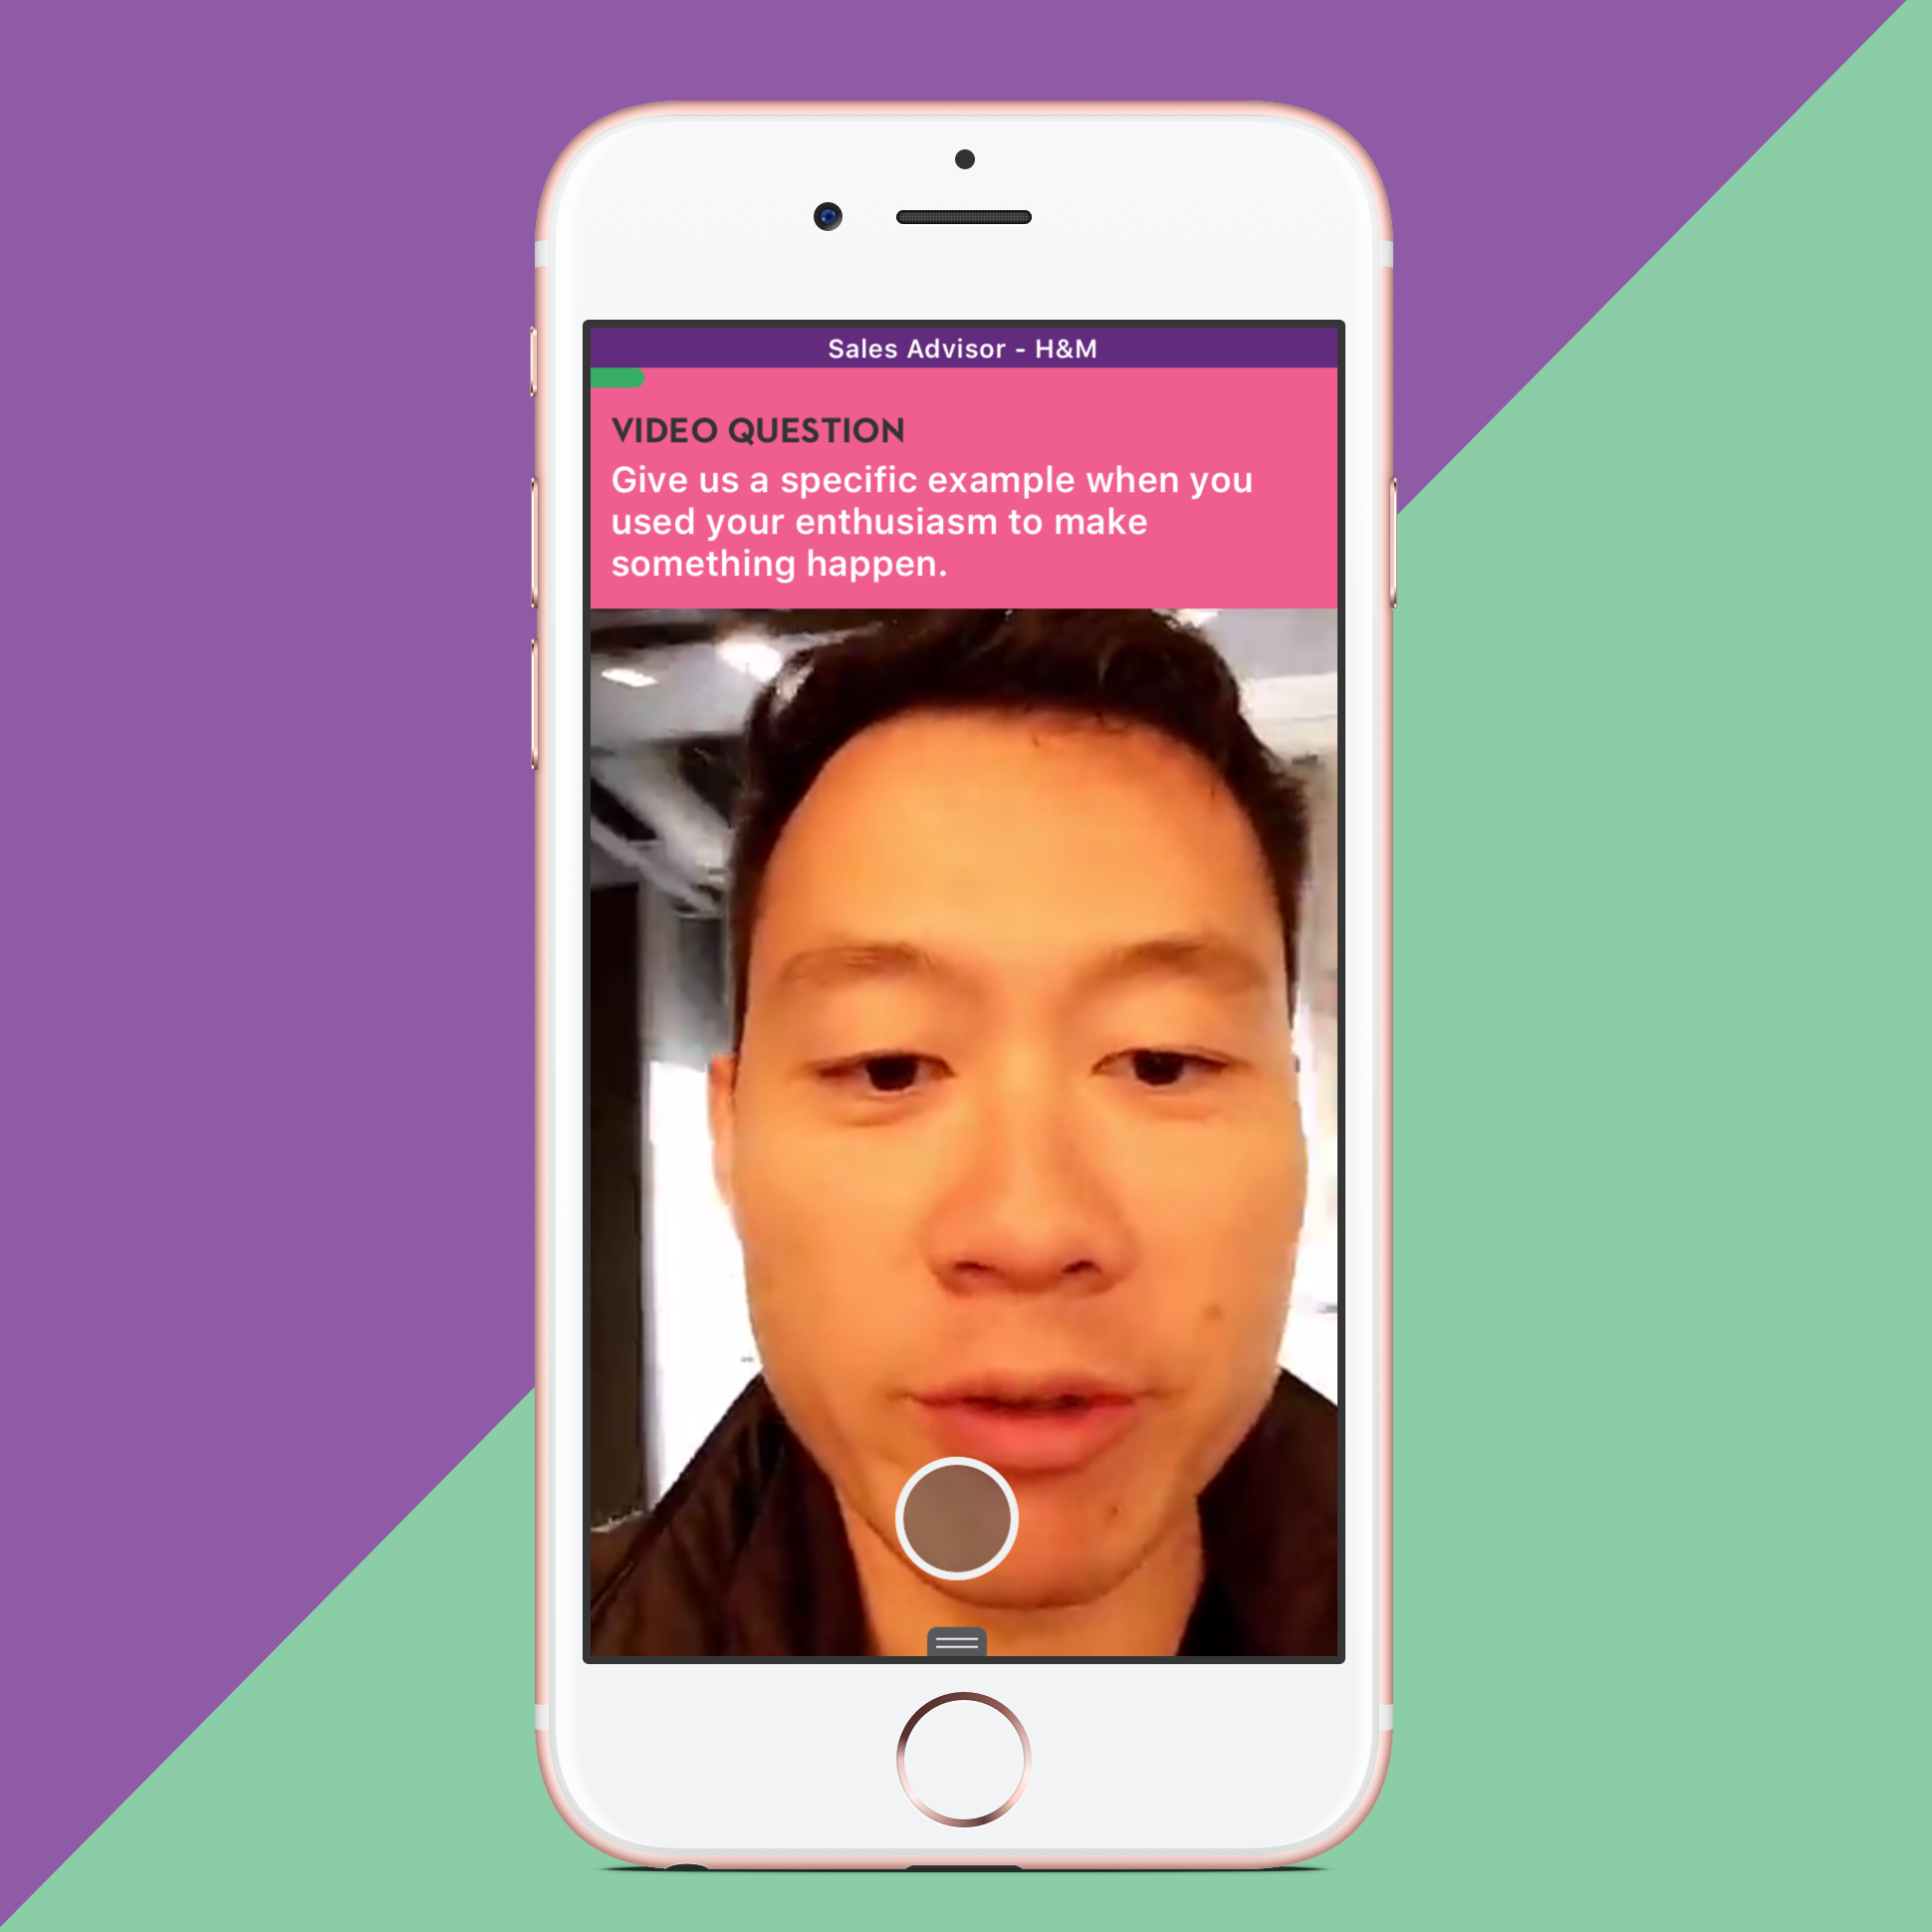 Sales Advisor - H&M
VIDEO QUESTION
Give us a specific example when you
used your enthusiasm to make
something happen.